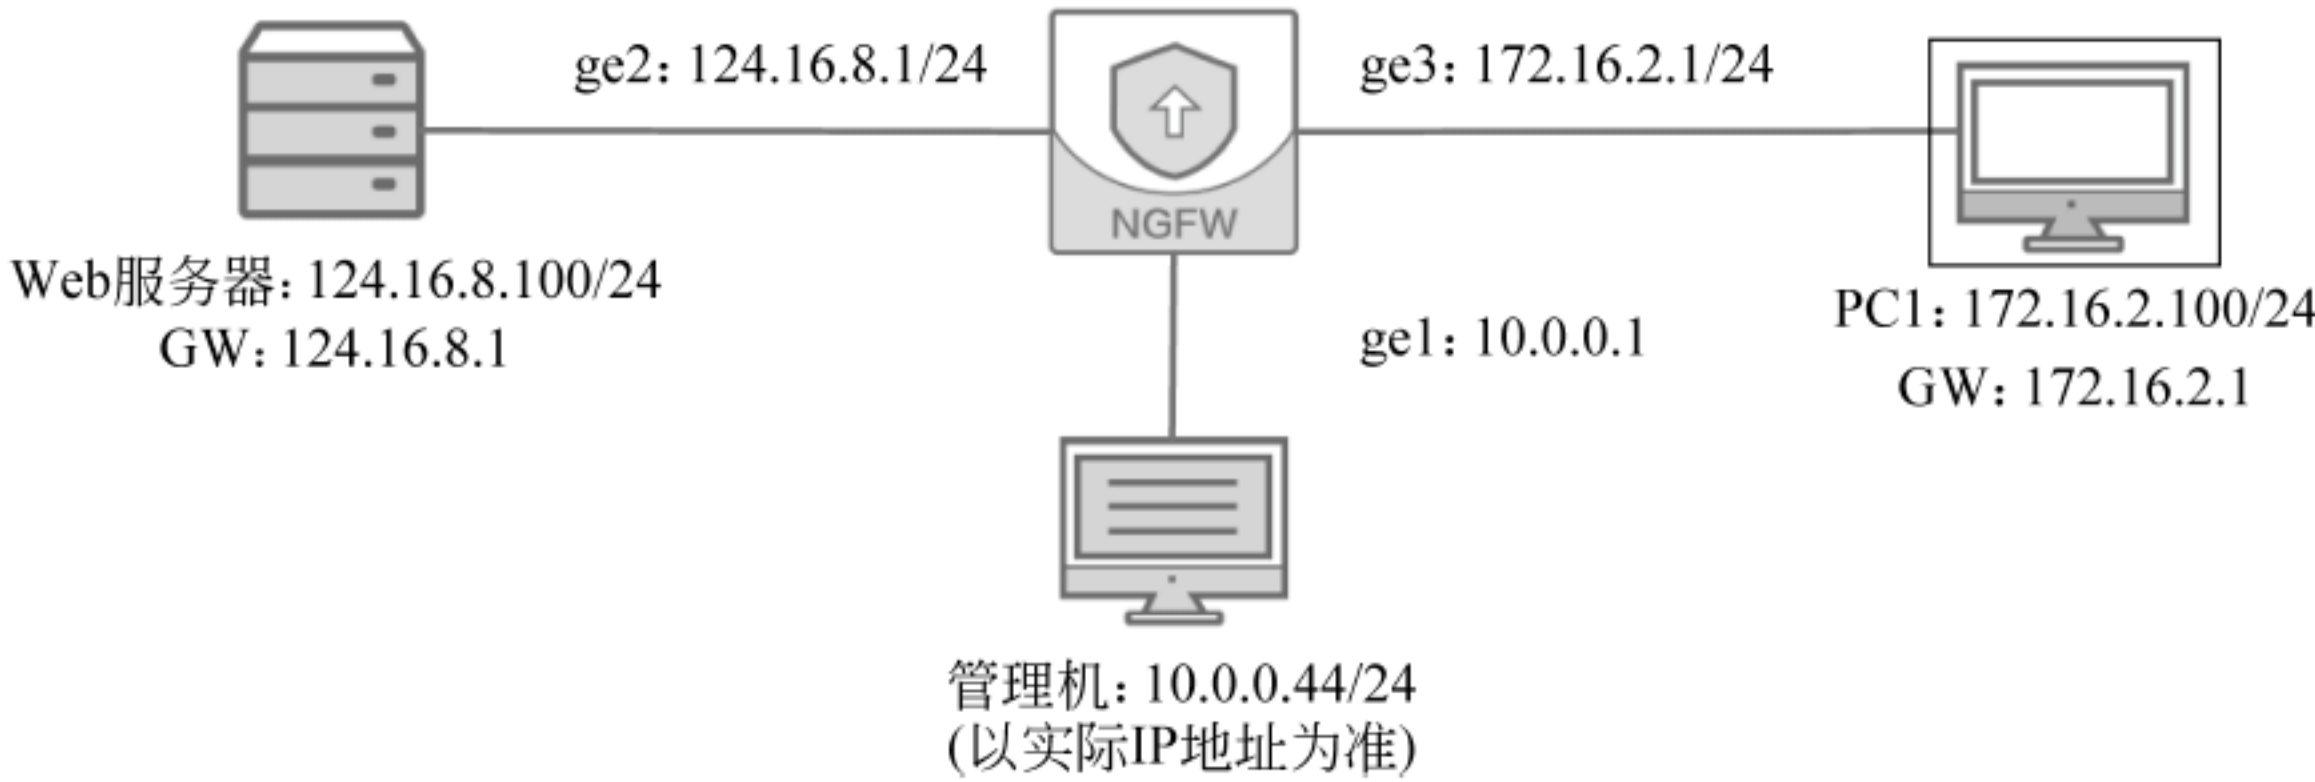 ge2：124.16.8.1/24
ge3：172.16.2.1/24
NGFW
Web服务器：124.16.8.100/24
GW：124.16.8.1
ge1：10.0.0.1
PC1：172.16.2.100/24
GW：172.16.2.1
管理机：10.0.0.44/24
(以实际IP地址为准)